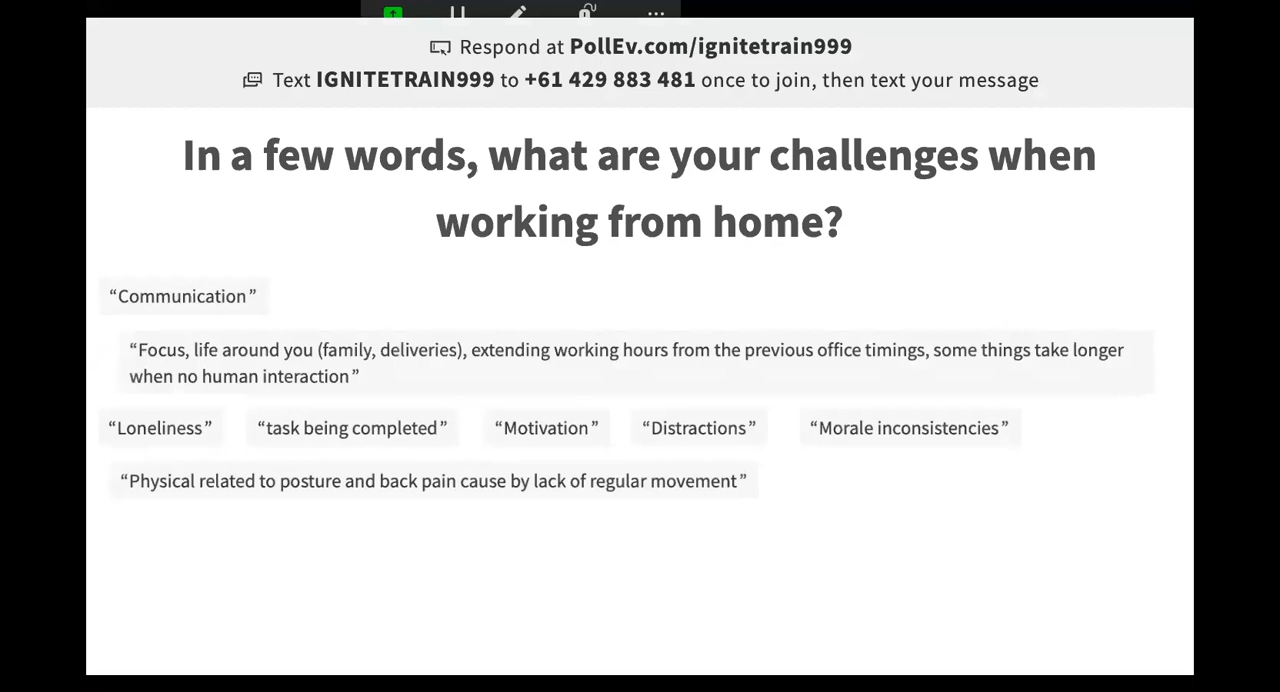 Respond at PollEv.com/ignitetrain999
Text IGNITETRAIN999 to +61 429 883 481 once to join, then text your message
In a few words, what are your challenges when
working from home?
“Communication”
“Focus, life around you (family, deliveries), extending working hours from the previous office timings, some things take longer
when no human interaction”
“Loneliness” “task being completed” “Motivation” “Distractions” “Morale inconsistencies”
“Physical related to posture and back pain cause by lack of regular movement”